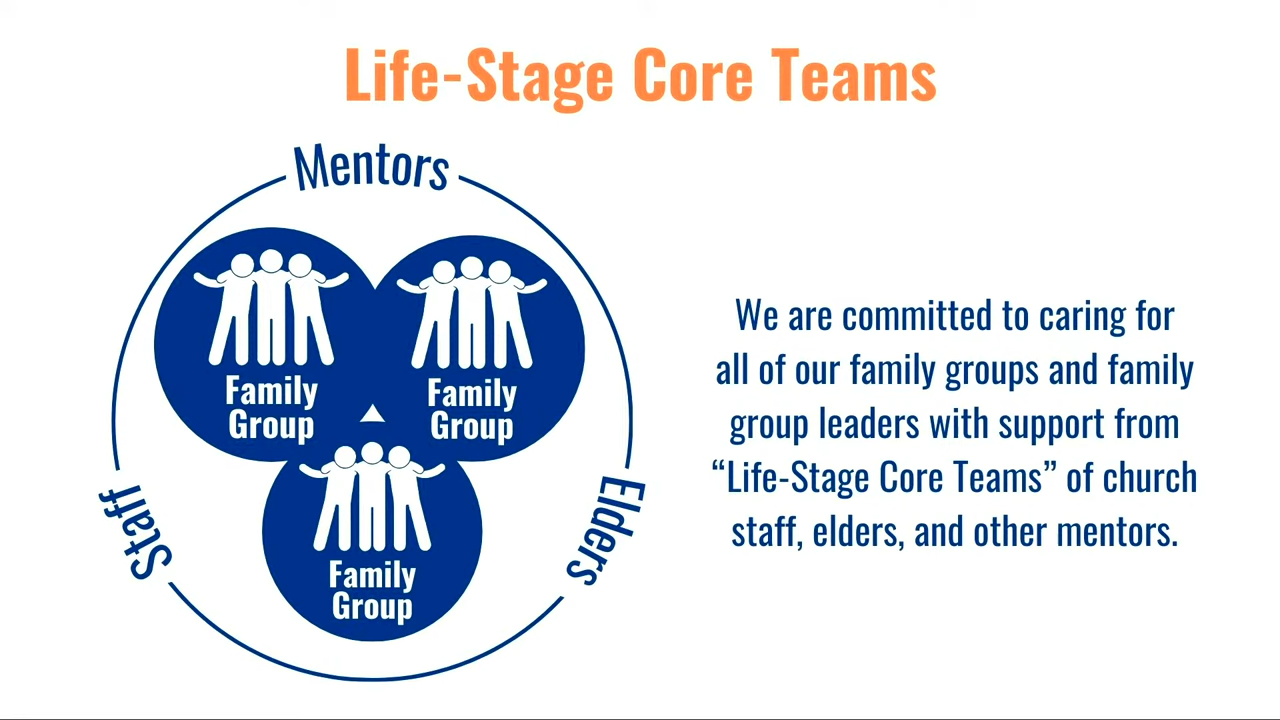 Life-Stage Core Teams
Mentors
Family
Group
Family
Group
Family
Group
Staff
Elders
We are committed to caring for
all of our family groups and family
group leaders with support from
“Life-Stage Core Teams” of church
staff, elders, and other mentors.